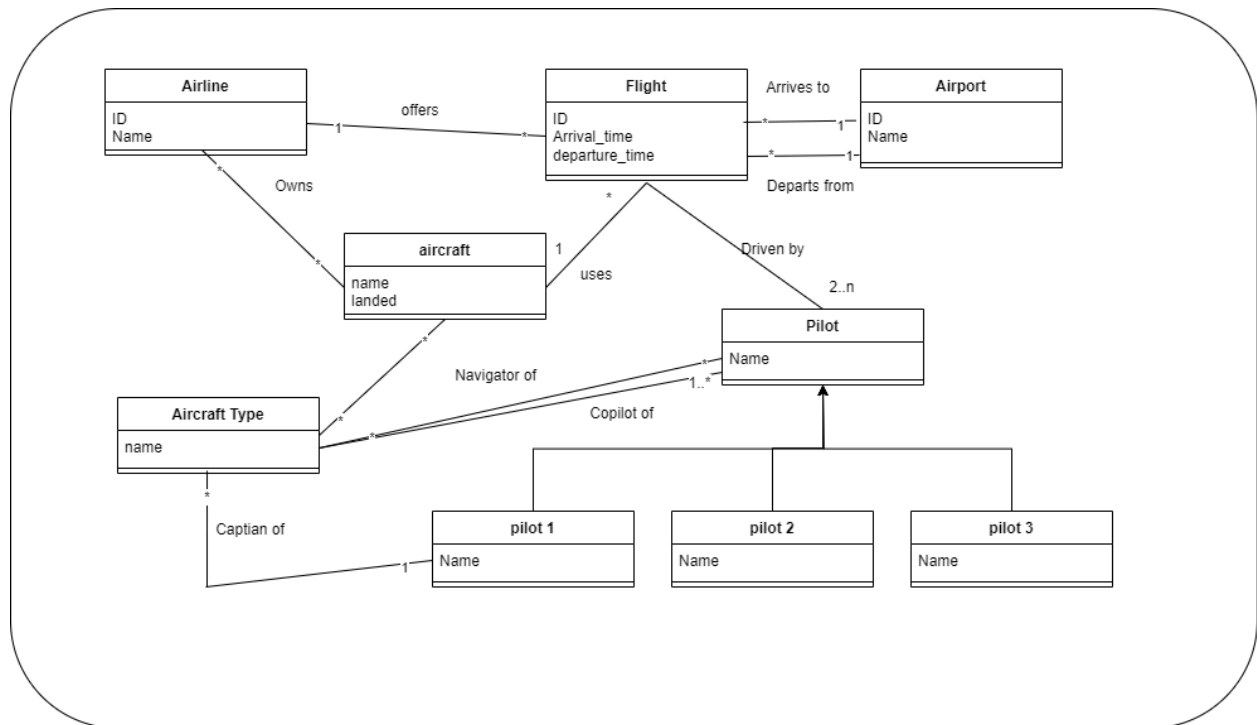 Airline
ID
Name
offers
1
*
Flight
ID
Arrival_time
departure_time
Arrives to
*
1
*
1
Departs from
Airport
ID
Name
*
Owns
*
aircraft
name
landed
*
1
uses
Driven by
2..n
Pilot
Name
*
*
Navigator of
*
1..*
Copilot of
*
Aircraft Type
name
*
Captian of
1
pilot 1
Name
pilot 2
Name
pilot 3
Name